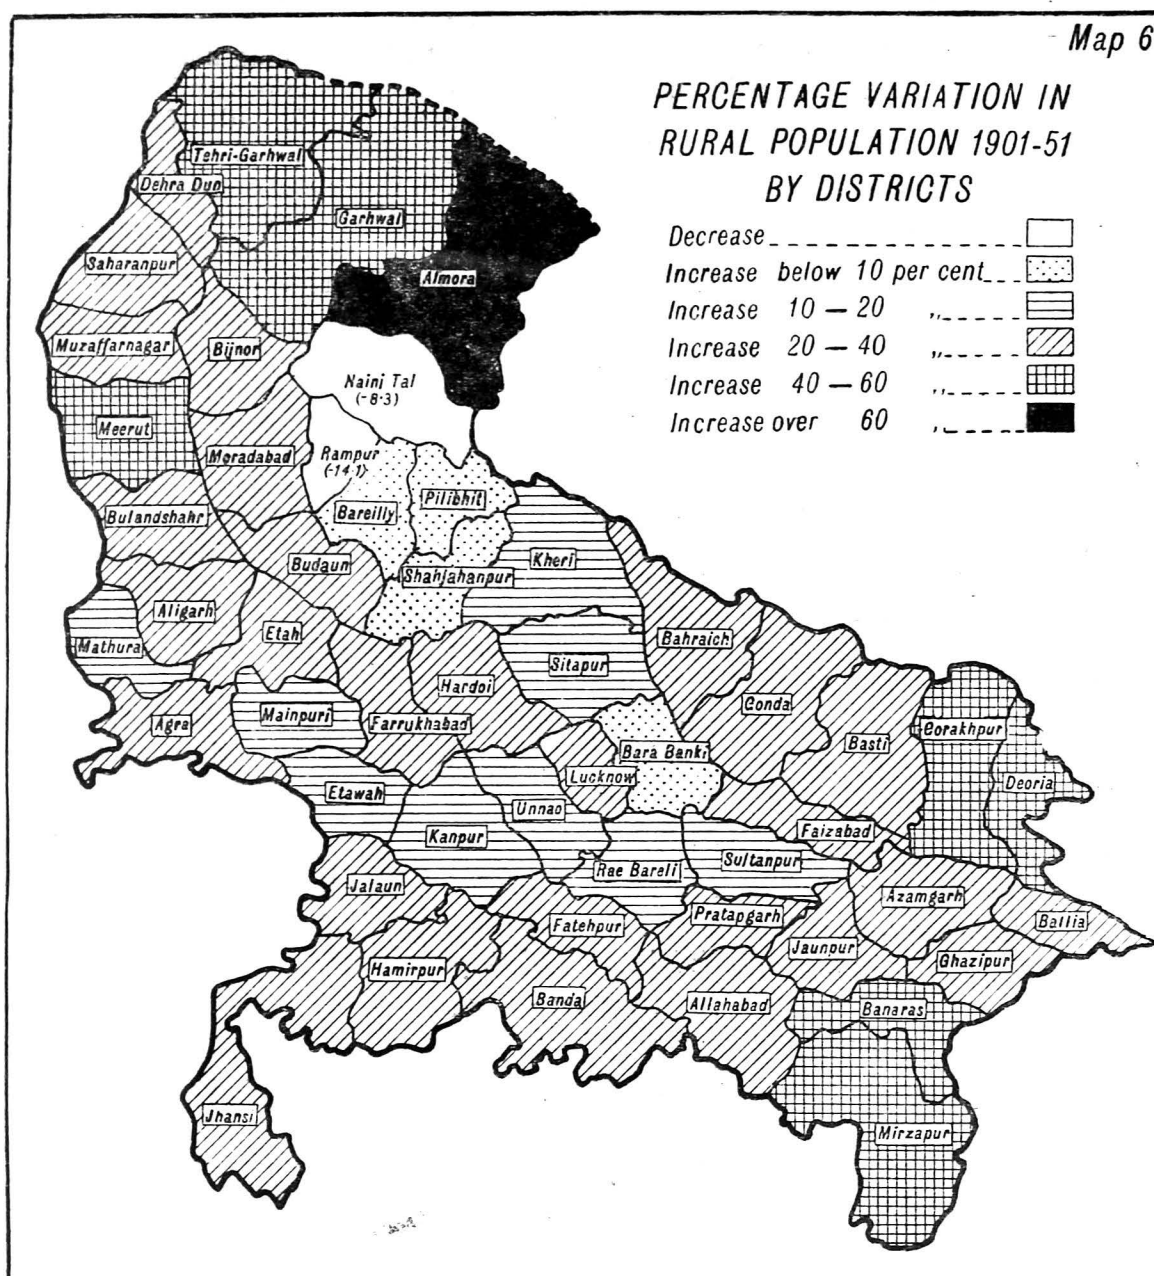 Map 6
PERCENTAGE VARIATION IN
RURAL POPULATION 1901-51
BY DISTRICTS
Decrease
Increase below 10 per cent
Increase 10 — 20 „
Increase 20 — 40 „
Increase 40 — 60 „
Increase over 60 „
Tehri-Garhwal
Dehra Dun
Garhwal
Saharanpur
Almora
Muzaffarnagar
Bijnor
Naini Tal
(-8·3)
Meerut
Moradabad
Rampur
(-14·1)
Bulandshahr
Bareilly
Pilibhit
Budaun
Shahjahanpur
Kheri
Aligarh
Etah
Mathura
Bahraich
Sitapur
Hardoi
Gonda
Mainpuri
Agra
Farrukhabad
Gorakhpur
Basti
Bara Banki
Lucknow
Deoria
Etawah
Unnao
Kanpur
Faizabad
Sultanpur
Rae Bareli
Jalaun
Azamgarh
Fatehpur
Pratapgarh
Ballia
Jaunpur
Ghazipur
Hamirpur
Banda
Allahabad
Banaras
Jhansi
Mirzapur